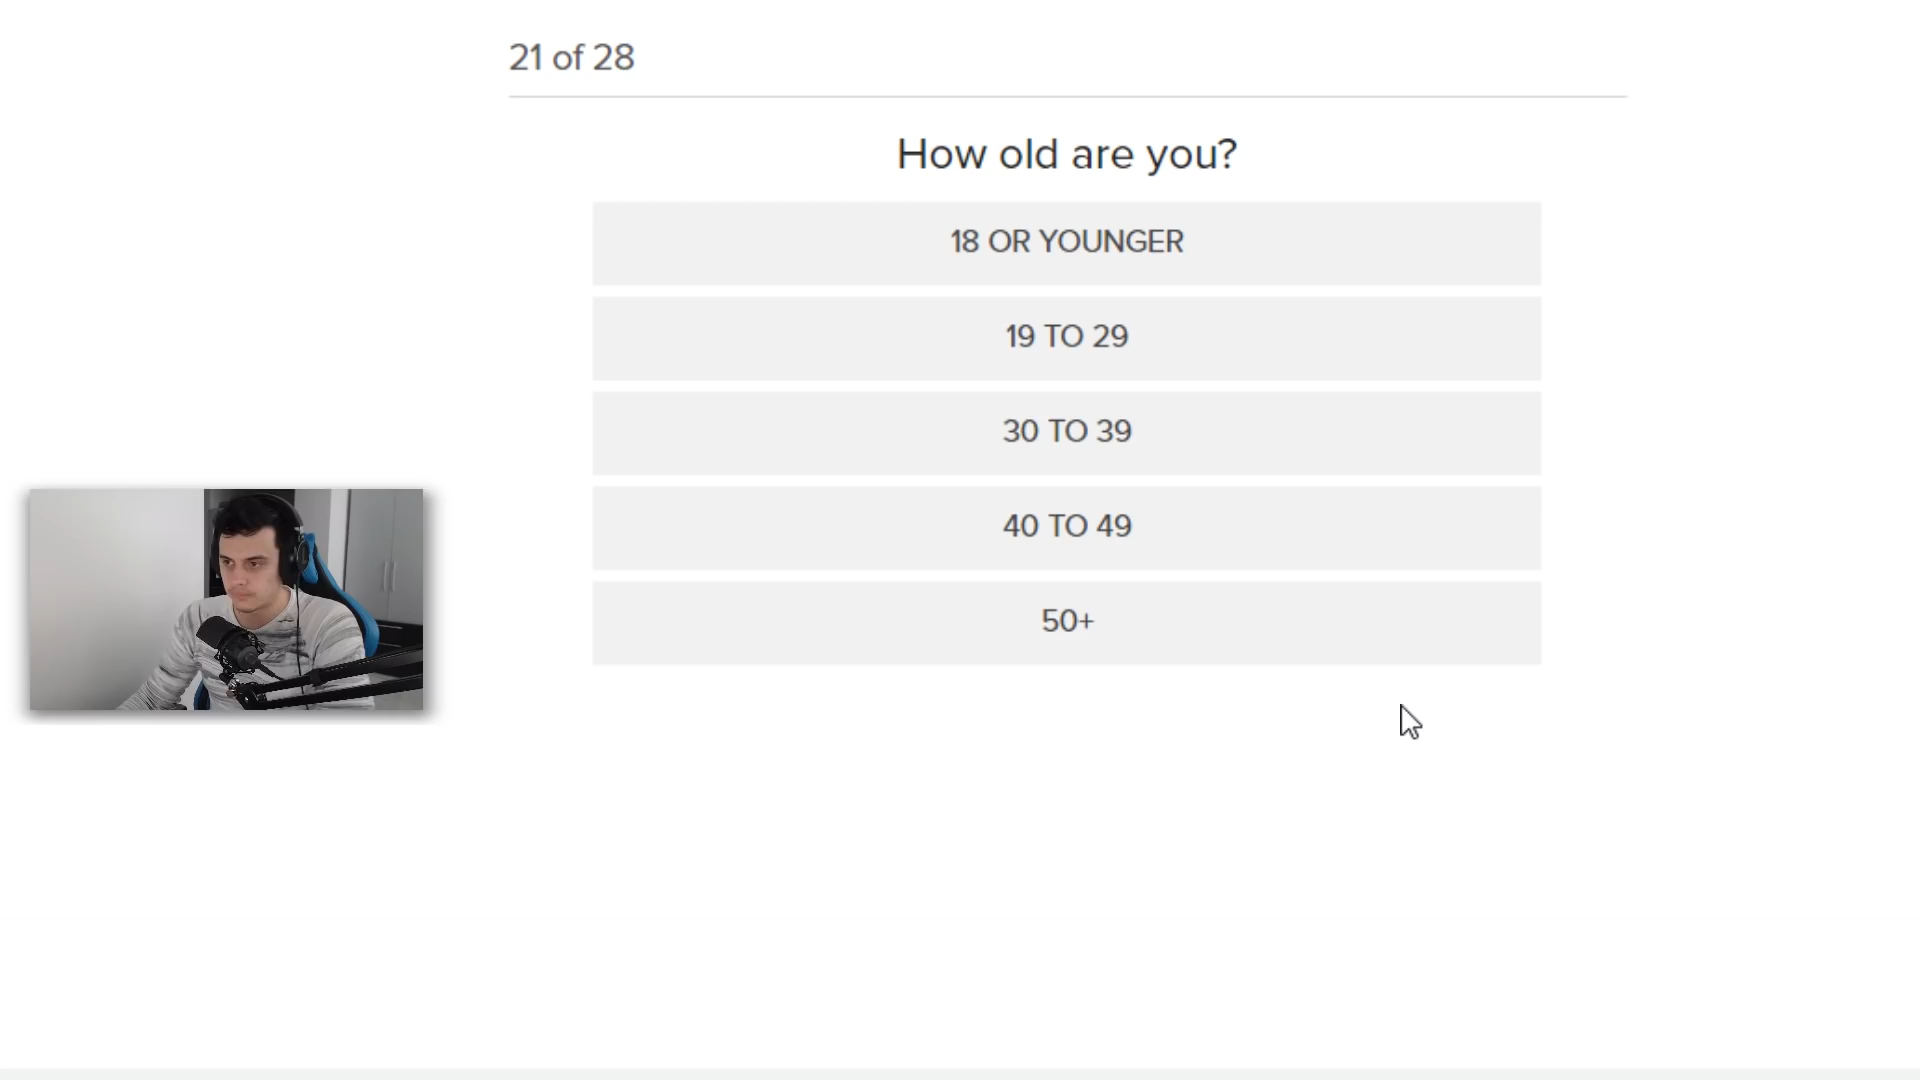 21 of 28
How old are you?
18 OR YOUNGER
19 TO 29
30 TO 39
40 TO 49
50+